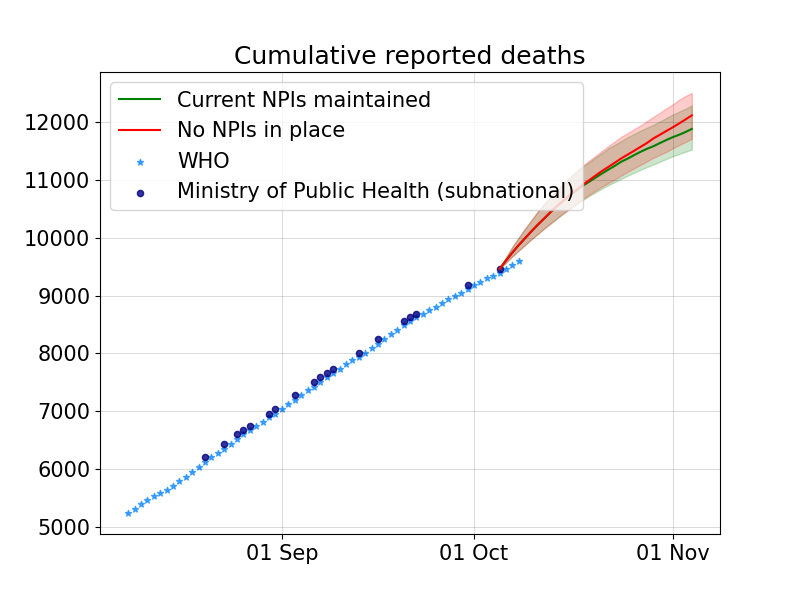 Cumulative reported deaths
Current NPIs maintained
No NPIs in place
WHO
Ministry of Public Health (subnational)
12000
11000
10000
9000
8000
7000
6000
5000
01 Sep
01 Oct
01 Nov